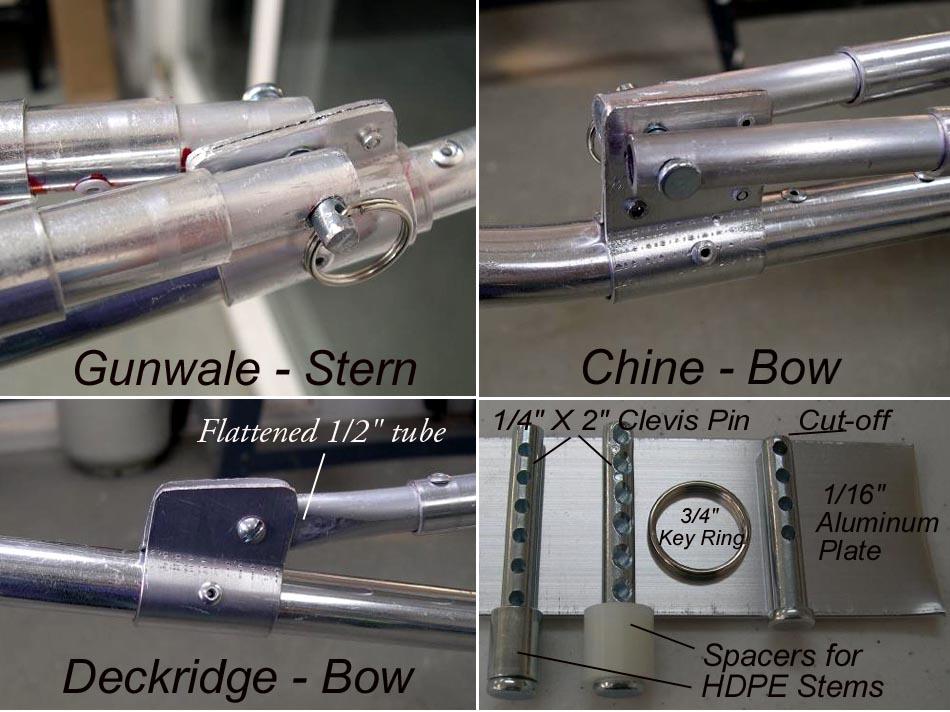 Gunwale - Stern
Chine - Bow
Flattened 1/2" tube
Deckridge - Bow
1/4" X 2" Clevis Pin
Cut-off
3/4"
Key Ring
1/16"
Aluminum
Plate
Spacers for
HDPE Stems